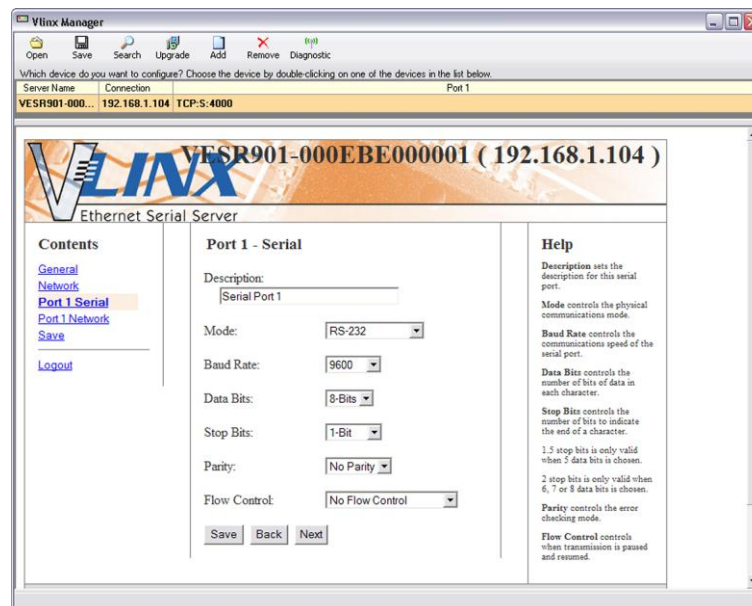 Vlinx Manager
Open Save Search Upgrade Add Remove Diagnostic
Which device do you want to configure? Choose the device by double-clicking on one of the devices in the list below.
Server Name Connection Port 1
VESR901-000... 192.168.1.104 TCP:S:4000
VESR901-000EBE000001 ( 192.168.1.104 )
VLINX
Ethernet Serial Server
Contents
General
Network
Port 1 Serial
Port 1 Network
Save
Logout
Port 1 - Serial
Description:
Serial Port 1
Mode: RS-232
Baud Rate: 9600
Data Bits: 8-Bits
Stop Bits: 1-Bit
Parity: No Parity
Flow Control: No Flow Control
Save Back Next
Help
Description sets the
description for this serial
port.
Mode controls the physical
communications mode.
Baud Rate controls the
communications speed of the
serial port.
Data Bits controls the
number of bits of data in
each character.
Stop Bits controls the
number of bits to indicate
the end of a character.
1.5 stop bits is only valid
when 5 data bits is chosen.
2 stop bits is only valid when
6, 7 or 8 data bits is chosen.
Parity controls the error
checking mode.
Flow Control controls
when transmission is paused
and resumed.